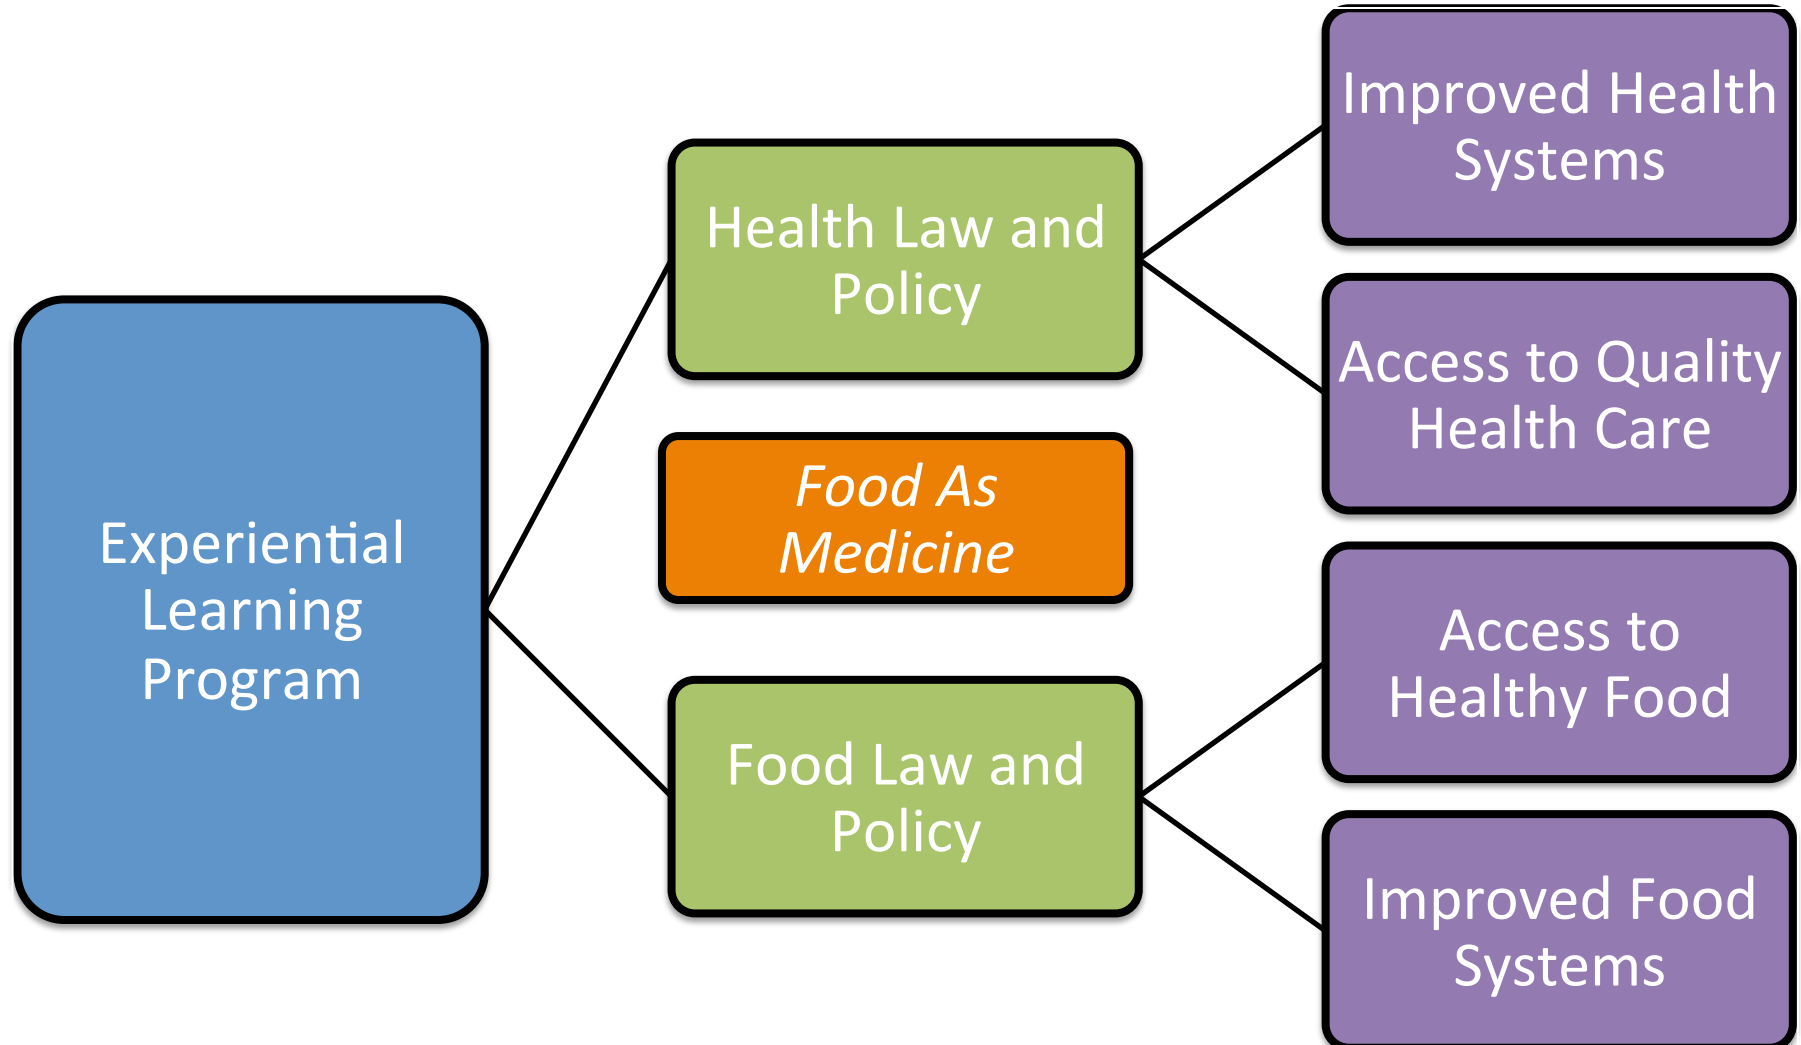 Experiential
Learning
Program
Health Law and
Policy
Food As
Medicine
Food Law and
Policy
Improved Health
Systems
Access to Quality
Health Care
Access to
Healthy Food
Improved Food
Systems